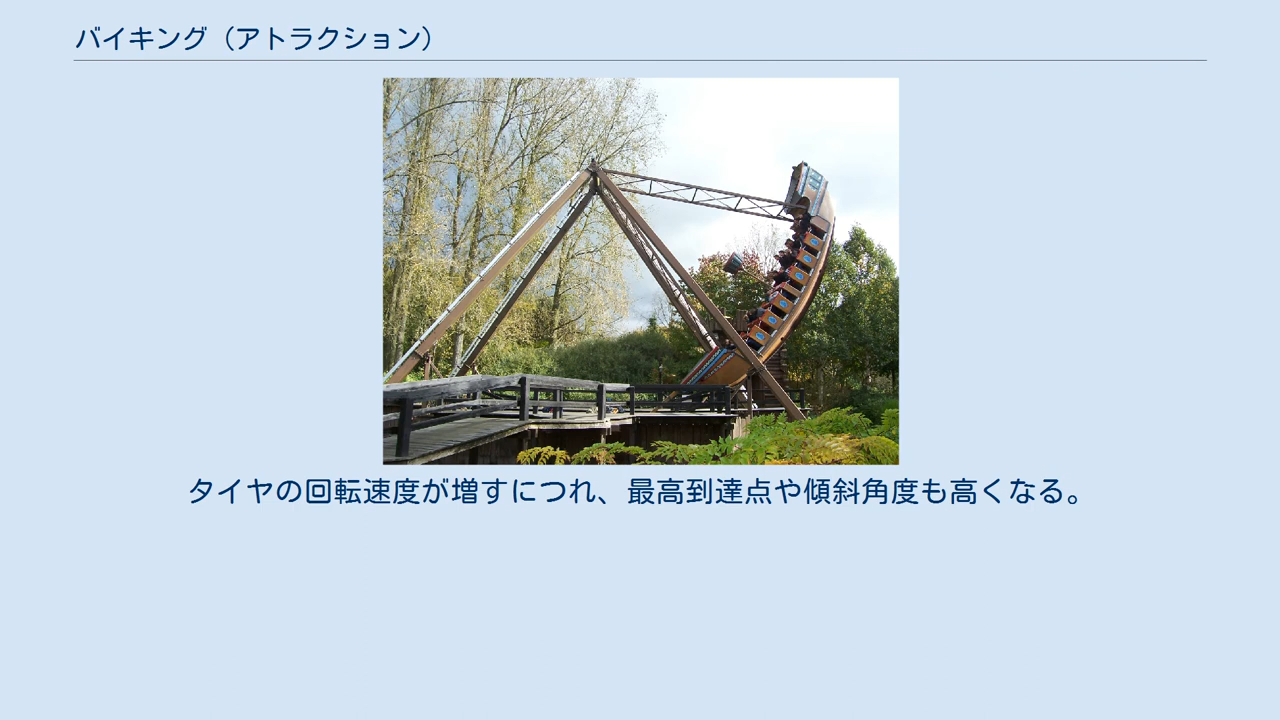 バイキング（アトラクション）
タイヤの回転速度が増すにつれ、最高到達点や傾斜角度も高くなる。